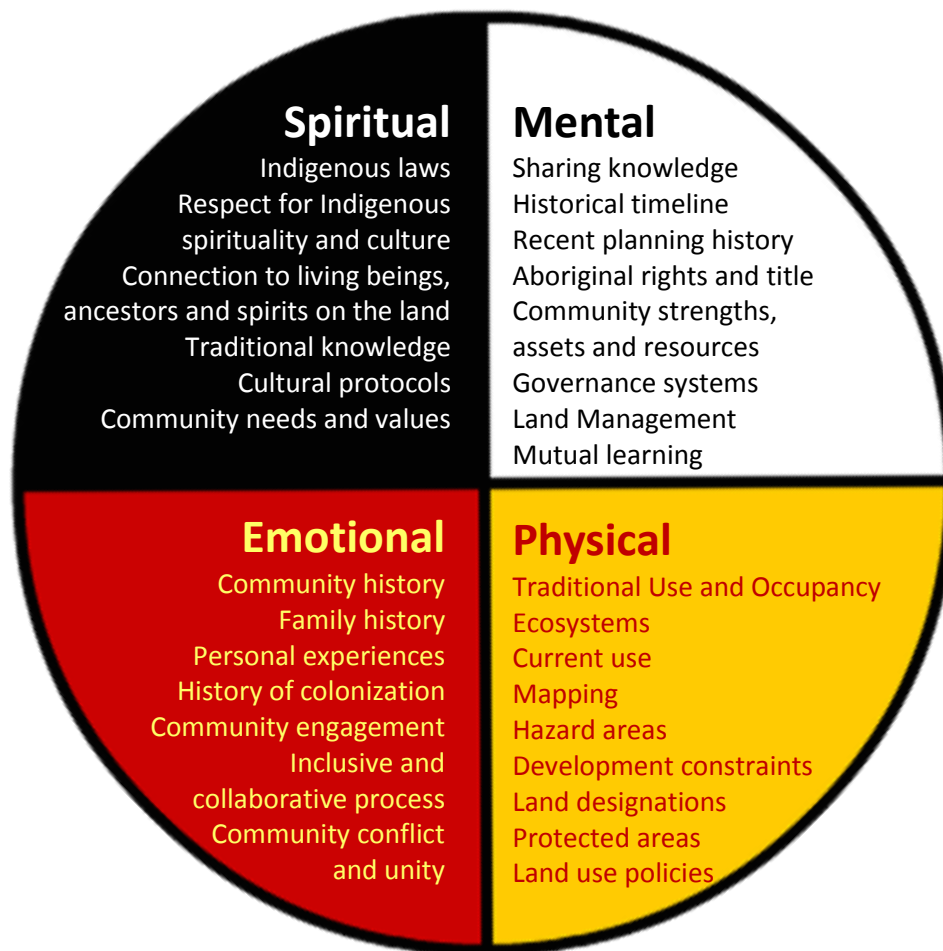 Spiritual
Indigenous laws
Respect for Indigenous
spirituality and culture
Connection to living beings,
ancestors and spirits on the land
Traditional knowledge
Cultural protocols
Community needs and values
Mental
Sharing knowledge
Historical timeline
Recent planning history
Aboriginal rights and title
Community strengths,
assets and resources
Governance systems
Land Management
Mutual learning
Emotional
Community history
Family history
Personal experiences
History of colonization
Community engagement
Inclusive and
collaborative process
Community conflict
and unity
Physical
Traditional Use and Occupancy
Ecosystems
Current use
Mapping
Hazard areas
Development constraints
Land designations
Protected areas
Land use policies